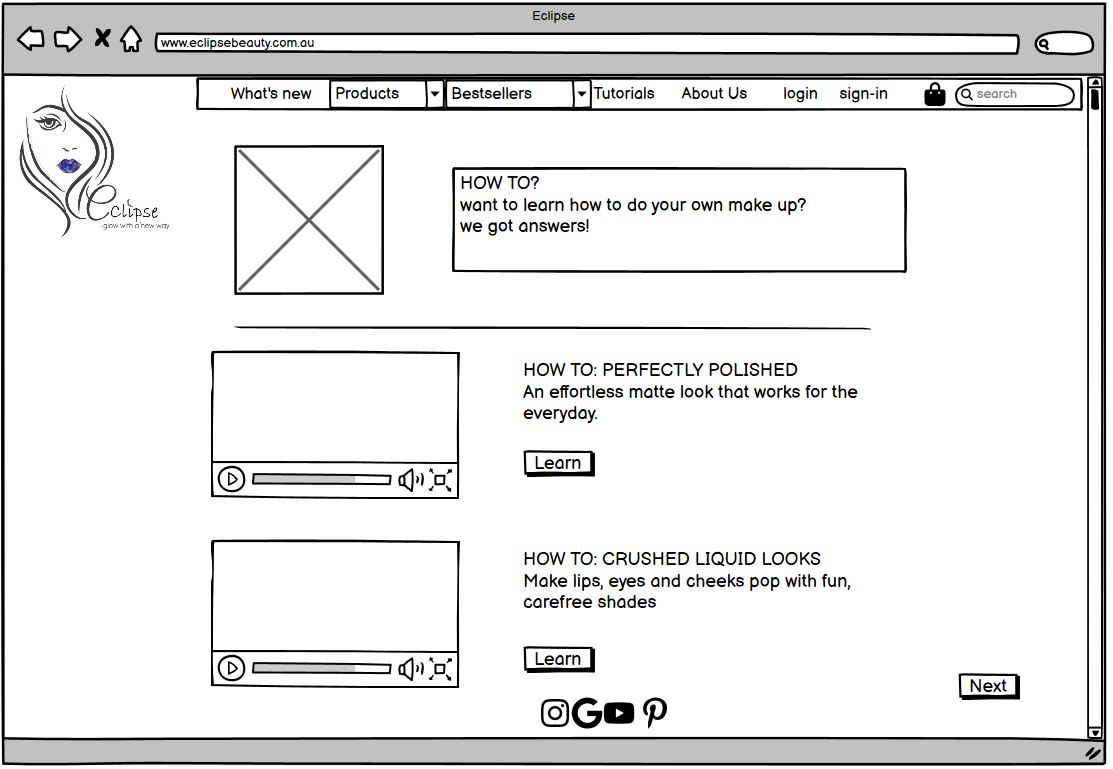 Eclipse
www.eclipsebeauty.com.au
What's new Products Bestsellers Tutorials About Us login sign-in search
Eclipse
glow with a new way
HOW TO?
want to learn how to do your own make up?
we got answers!
HOW TO: PERFECTLY POLISHED
An effortless matte look that works for the
everyday.
Learn
HOW TO: CRUSHED LIQUID LOOKS
Make lips, eyes and cheeks pop with fun,
carefree shades
Learn
Next